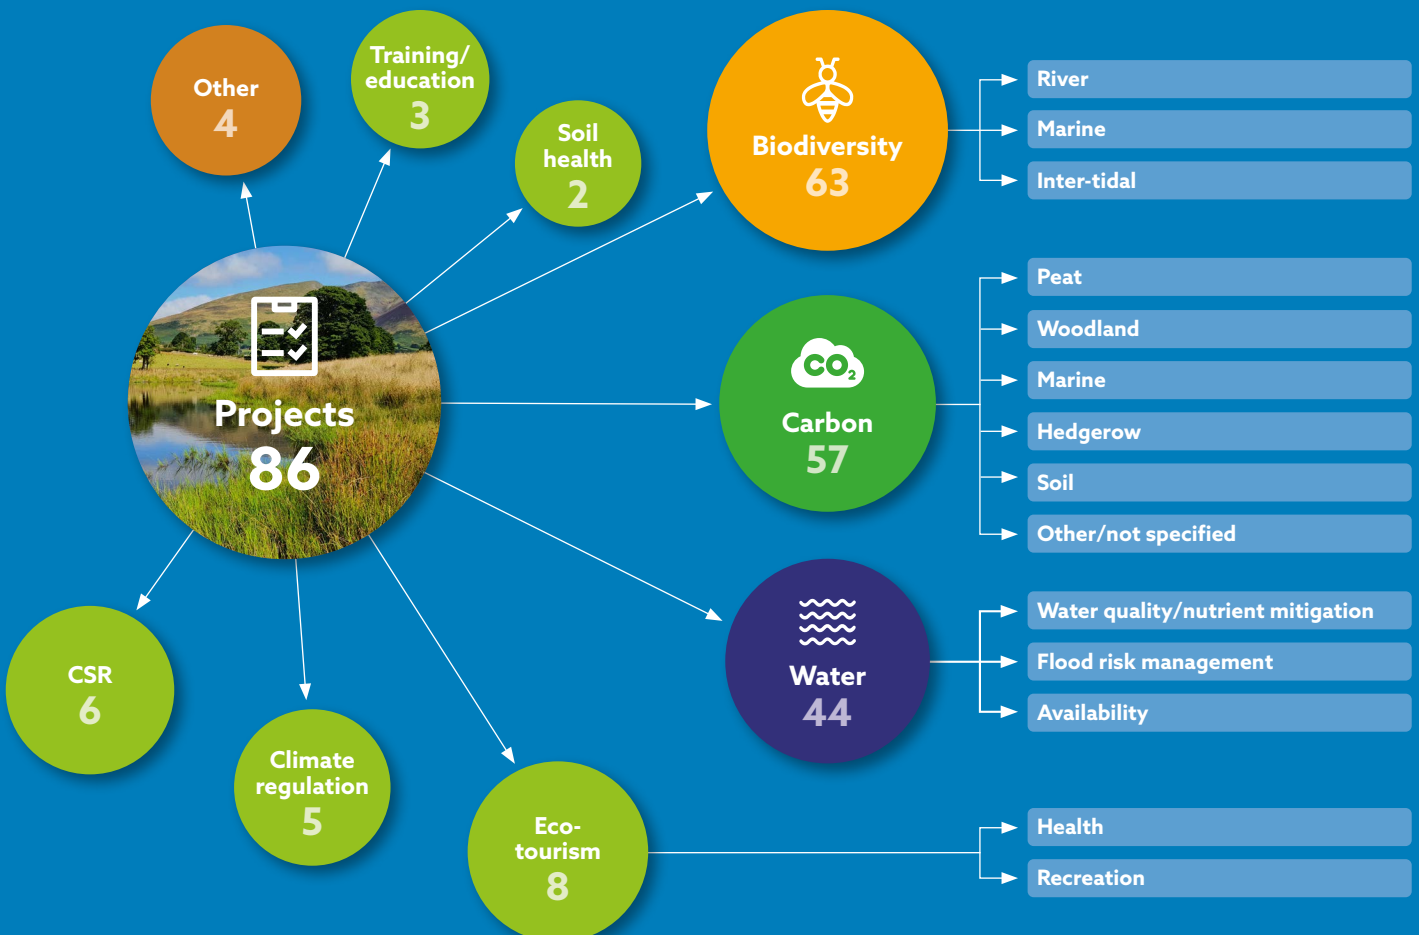 Other
4
Training/
education
3
Soil
health
2
Biodiversity
63
River
Marine
Inter-tidal
Projects
86
CO2
Carbon
57
Peat
Woodland
Marine
Hedgerow
Soil
Other/not specified
Water
44
Water quality/nutrient mitigation
Flood risk management
Availability
CSR
6
Climate
regulation
5
Eco-
tourism
8
Health
Recreation